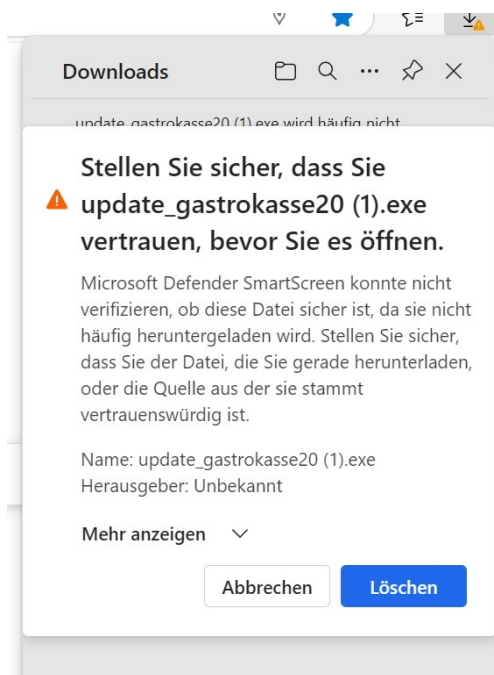 Downloads
update_gastrokasse20 (1).exe wird häufig nicht
Stellen Sie sicher, dass Sie
update_gastrokasse20 (1).exe
vertrauen, bevor Sie es öffnen.
Microsoft Defender SmartScreen konnte nicht
verifizieren, ob diese Datei sicher ist, da sie nicht
häufig heruntergeladen wird. Stellen Sie sicher,
dass Sie der Datei, die Sie gerade herunterladen,
oder die Quelle aus der sie stammt
vertrauenswürdig ist.
Name: update_gastrokasse20 (1).exe
Herausgeber: Unbekannt
Mehr anzeigen
Abbrechen Löschen